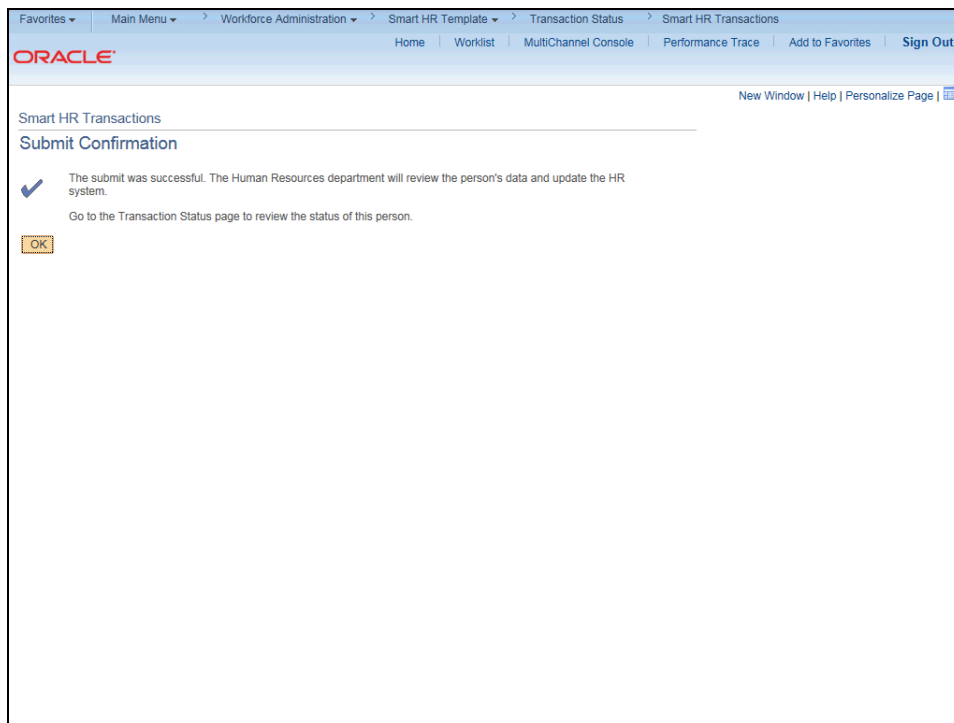 Favorites Main Menu > Workforce Administration > Smart HR Template > Transaction Status > Smart HR Transactions
Home | Worklist | MultiChannel Console | Performance Trace | Add to Favorites | Sign Out
ORACLE
New Window | Help | Personalize Page |
Smart HR Transactions
Submit Confirmation
The submit was successful. The Human Resources department will review the person's data and update the HR
system.
Go to the Transaction Status page to review the status of this person.
OK